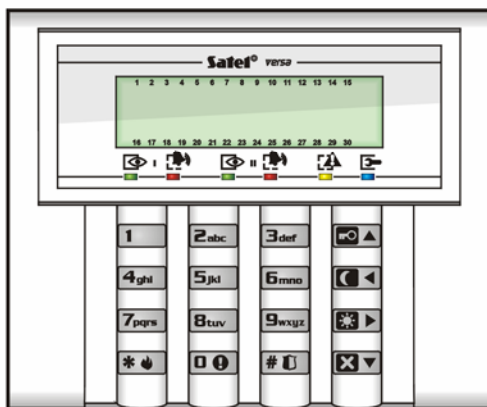 Satel® versa
1 2 3 4 5 6 7 8 9 10 11 12 13 14 15
16 17 18 19 20 21 22 23 24 25 26 27 28 29 30
I II
1 2abc 3def
4ghi 5jkl 6mno
7pqrs 8tuv 9wxyz
* 0 #